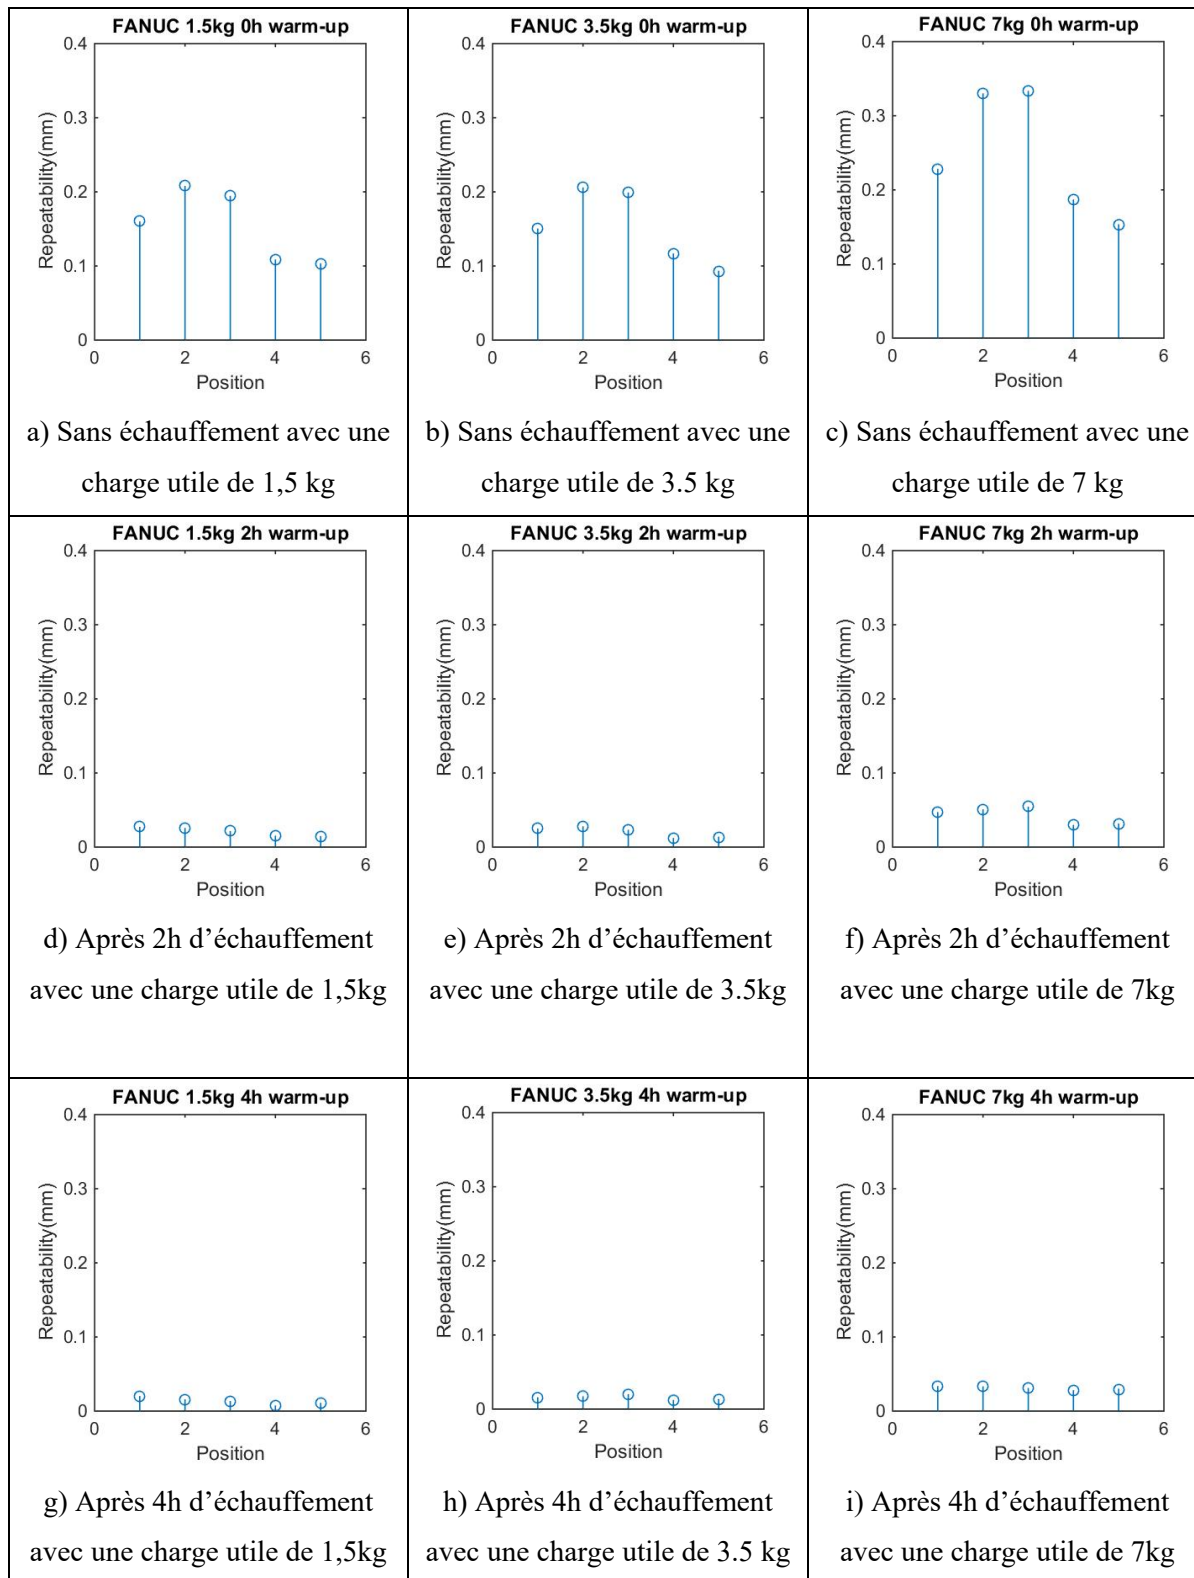 FANUC 1.5kg 0h warm-up
0.4
0.3
0.2
0.1
0
Repeatability(mm)
0
2
4
6
Position
a) Sans échauffement avec une
charge utile de 1,5 kg
FANUC 3.5kg 0h warm-up
0.4
0.3
0.2
0.1
0
Repeatability(mm)
0
2
4
6
Position
b) Sans échauffement avec une
charge utile de 3.5 kg
FANUC 7kg 0h warm-up
0.4
0.3
0.2
0.1
0
Repeatability(mm)
0
2
4
6
Position
c) Sans échauffement avec une
charge utile de 7 kg
FANUC 1.5kg 2h warm-up
0.4
0.3
0.2
0.1
0
Repeatability(mm)
0
2
4
6
Position
d) Après 2h d’échauffement
avec une charge utile de 1,5kg
FANUC 3.5kg 2h warm-up
0.4
0.3
0.2
0.1
0
Repeatability(mm)
0
2
4
6
Position
e) Après 2h d’échauffement
avec une charge utile de 3.5kg
FANUC 7kg 2h warm-up
0.4
0.3
0.2
0.1
0
Repeatability(mm)
0
2
4
6
Position
f) Après 2h d’échauffement
avec une charge utile de 7kg
FANUC 1.5kg 4h warm-up
0.4
0.3
0.2
0.1
0
Repeatability(mm)
0
2
4
6
Position
g) Après 4h d’échauffement
avec une charge utile de 1,5kg
FANUC 3.5kg 4h warm-up
0.4
0.3
0.2
0.1
0
Repeatability(mm)
0
2
4
6
Position
h) Après 4h d’échauffement
avec une charge utile de 3.5 kg
FANUC 7kg 4h warm-up
0.4
0.3
0.2
0.1
0
Repeatability(mm)
0
2
4
6
Position
i) Après 4h d’échauffement
avec une charge utile de 7kg